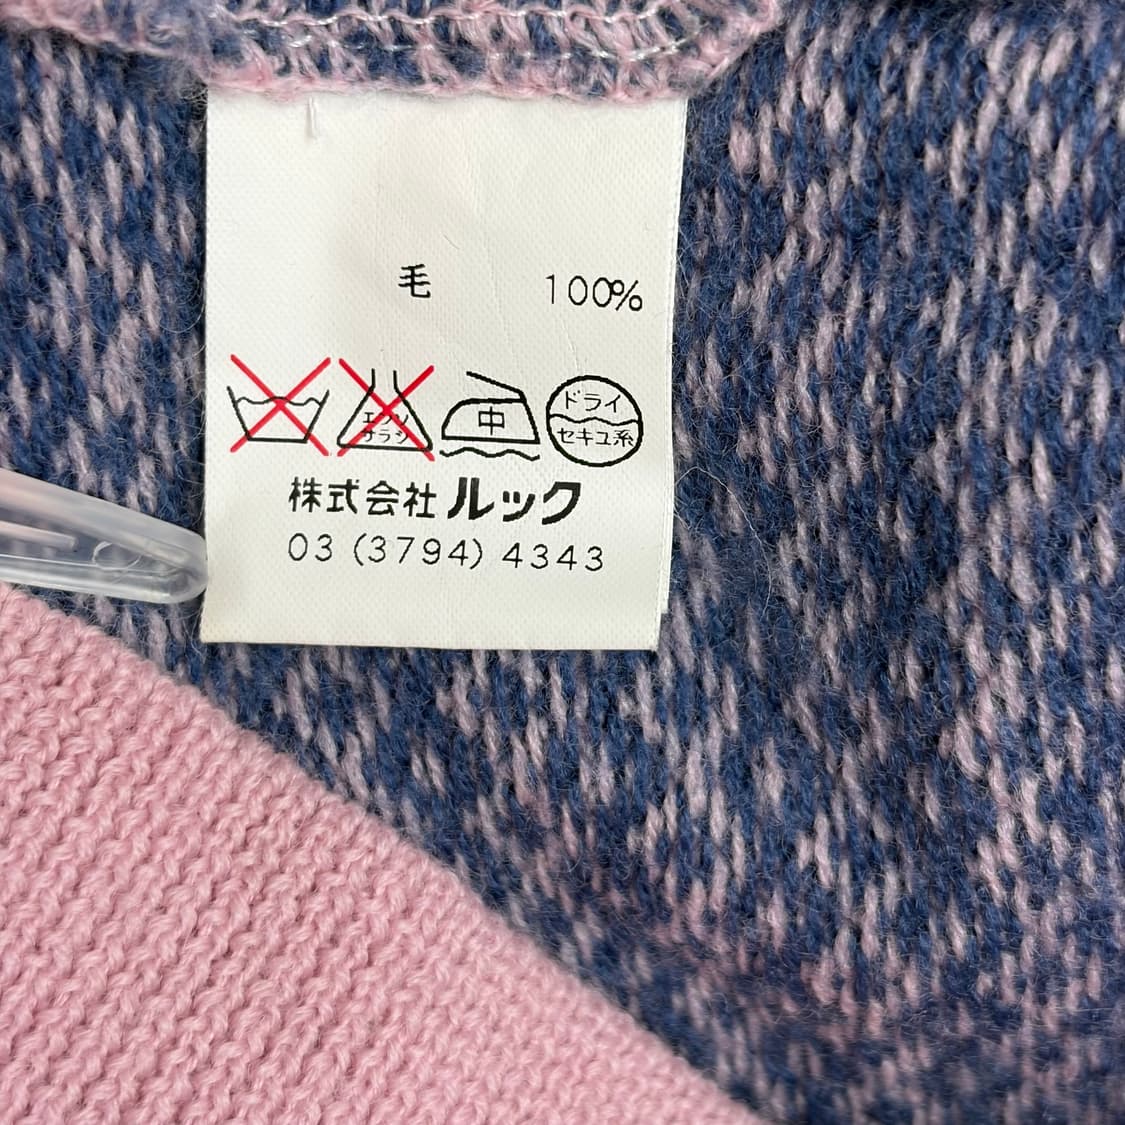 毛 100%
エンソ
サラシ
中
ドライ
セキユ系
株式会社ルック
03 (3794) 4343